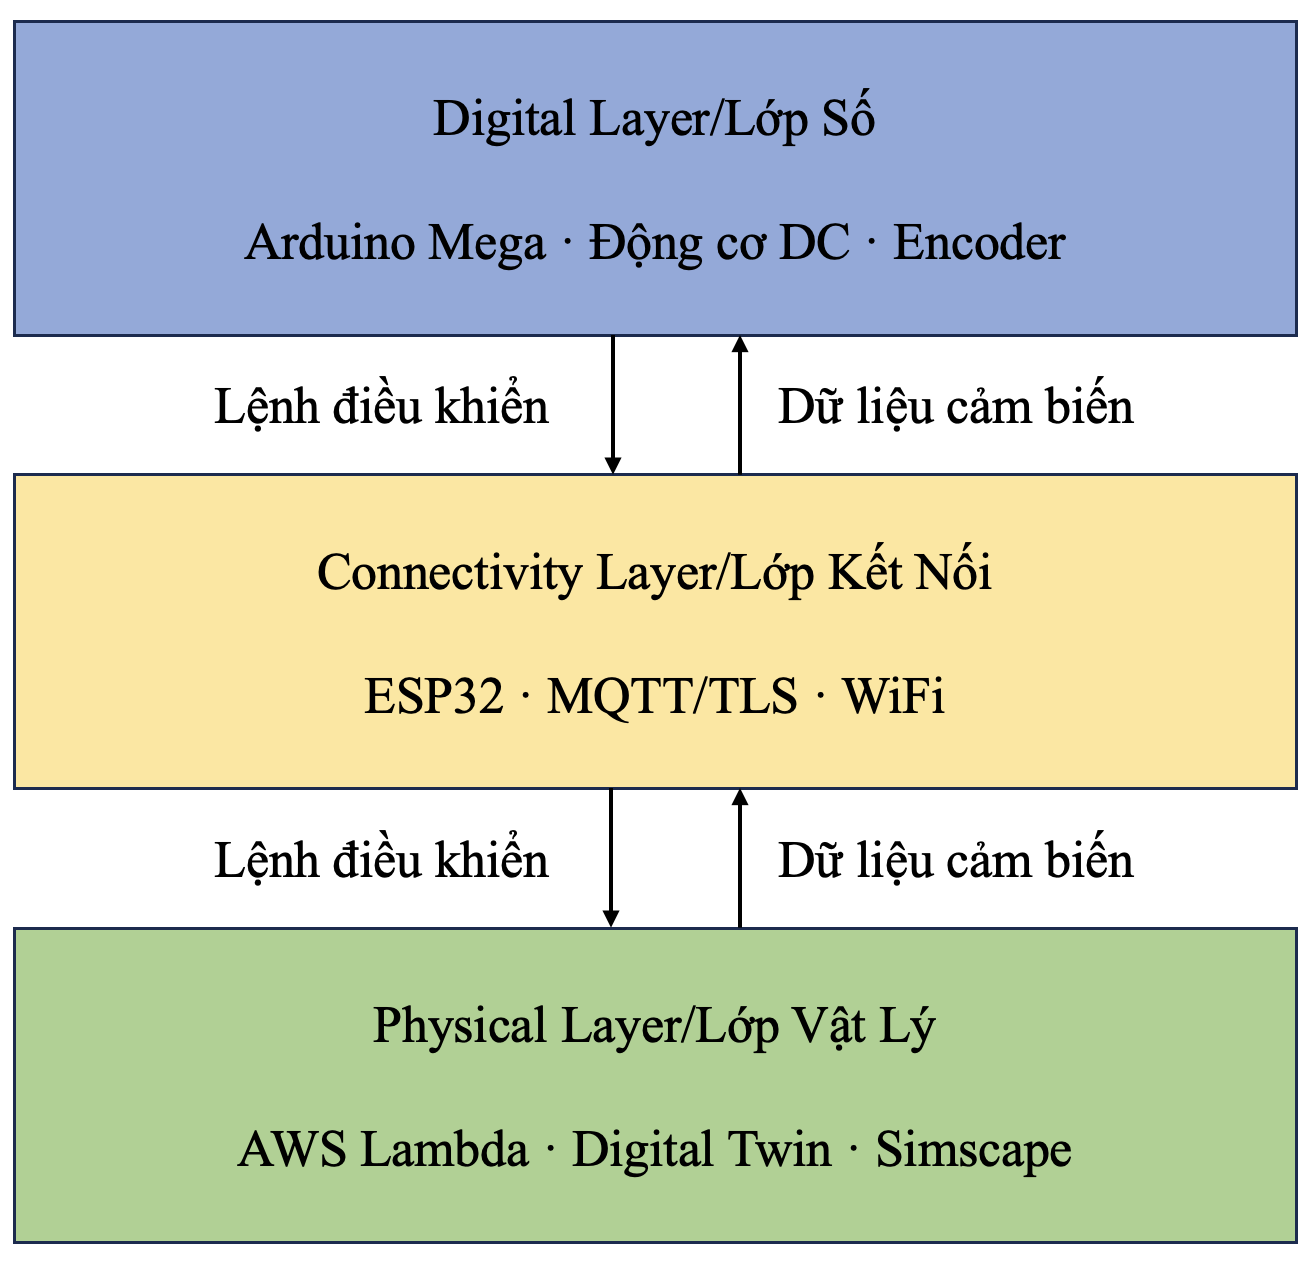 Digital Layer/Lớp Số
Arduino Mega · Động cơ DC · Encoder
Lệnh điều khiển
Dữ liệu cảm biến
Connectivity Layer/Lớp Kết Nối
ESP32 · MQTT/TLS · WiFi
Lệnh điều khiển
Dữ liệu cảm biến
Physical Layer/Lớp Vật Lý
AWS Lambda · Digital Twin · Simscape